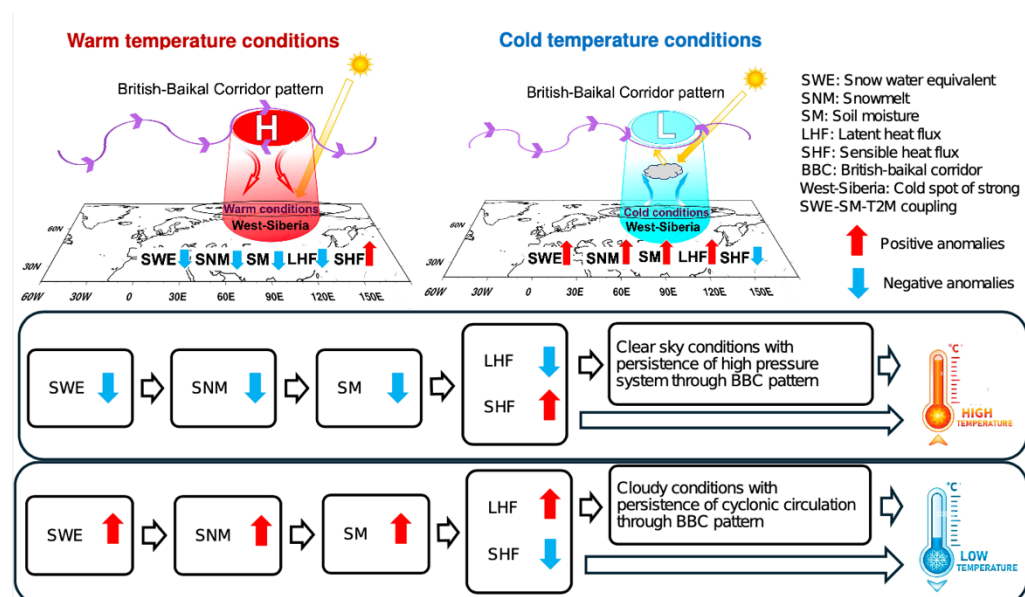 Warm temperature conditions
British-Baikal Corridor pattern
H
Warm conditions
West-Siberia
SWE SNM SM LHF SHF
30N
60W
30W
0
30E
60E
90E
120E
150E
Cold temperature conditions
British-Baikal Corridor pattern
L
Cold conditions
West-Siberia
SWE SNM SM LHF SHF
30N
60W
30W
0
30E
60E
90E
120E
150E
SWE: Snow water equivalent
SNM: Snowmelt
SM: Soil moisture
LHF: Latent heat flux
SHF: Sensible heat flux
BBC: British-baikal corridor
West-Siberia: Cold spot of strong
SWE-SM-T2M coupling
Positive anomalies
Negative anomalies
SWE
SNM
SM
LHF
SHF
Clear sky conditions with
persistence of high pressure
system through BBC pattern
°C
HIGH
TEMPERATURE
SWE
SNM
SM
LHF
SHF
Cloudy conditions with
persistence of cyclonic circulation
through BBC pattern
°C
LOW
TEMPERATURE